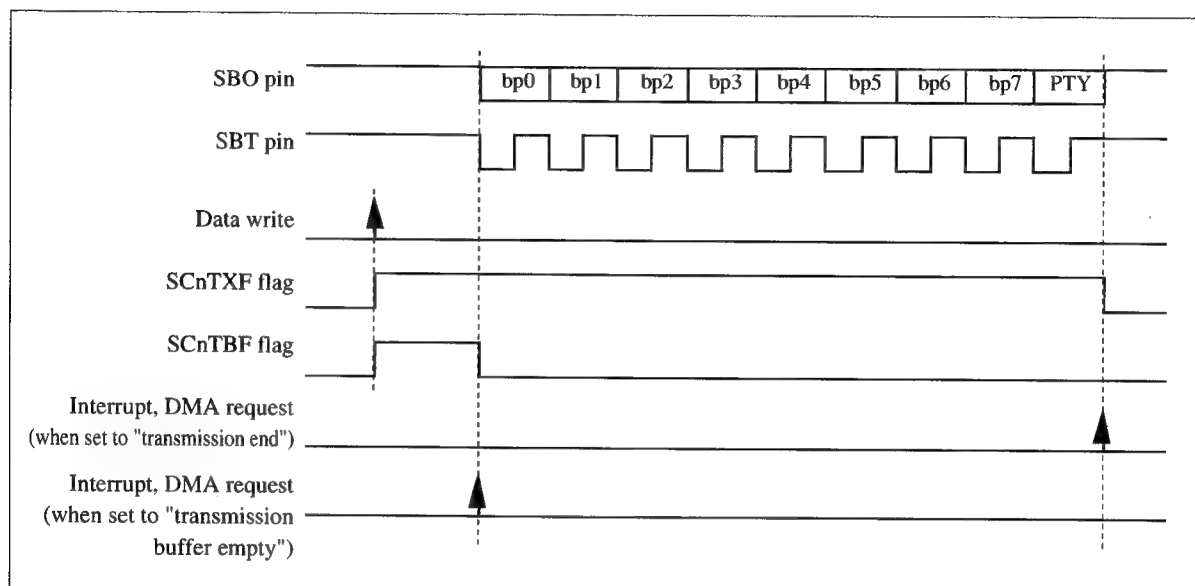 SBO pin
bp0 bp1 bp2 bp3 bp4 bp5 bp6 bp7 PTY
SBT pin
Data write
SCnTXF flag
SCnTBF flag
Interrupt, DMA request
(when set to "transmission end")
Interrupt, DMA request
(when set to "transmission
buffer empty")